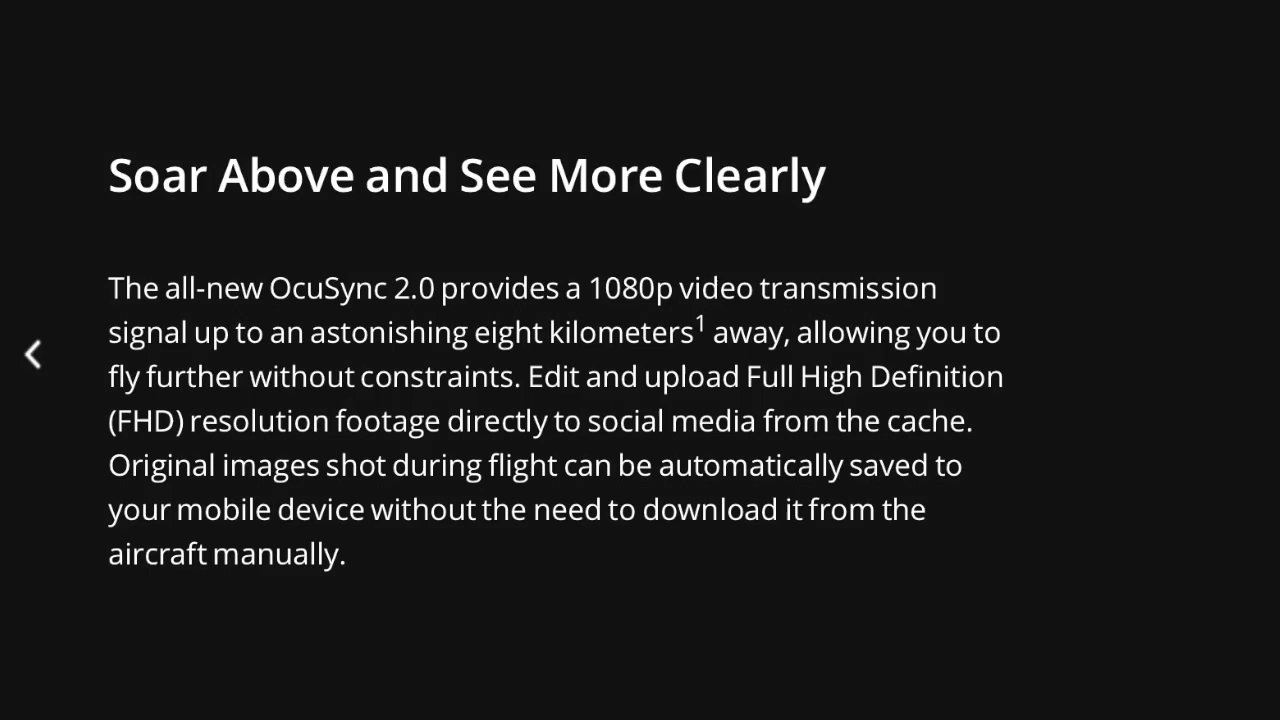 Soar Above and See More Clearly
The all-new OcuSync 2.0 provides a 1080p video transmission
signal up to an astonishing eight kilometers¹ away, allowing you to
fly further without constraints. Edit and upload Full High Definition
(FHD) resolution footage directly to social media from the cache.
Original images shot during flight can be automatically saved to
your mobile device without the need to download it from the
aircraft manually.